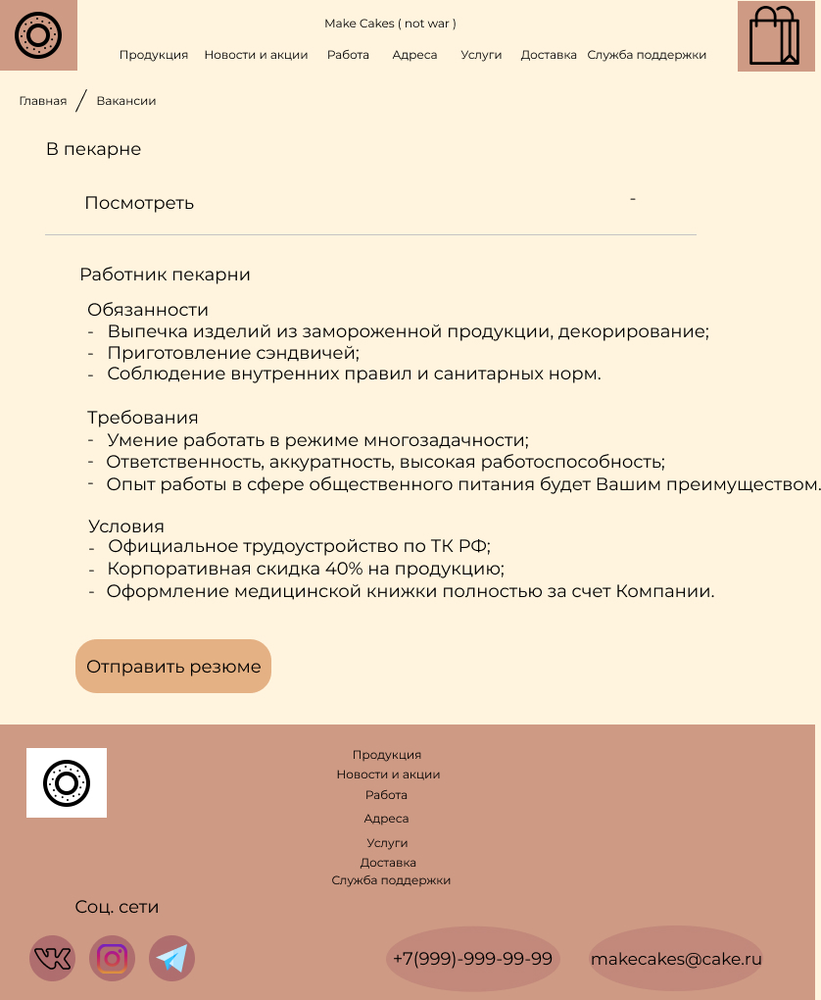 Make Cakes ( not war )
Продукция Новости и акции Работа Адреса Услуги Доставка Служба поддержки
Главная / Вакансии
В пекарне
Посмотреть -
Работник пекарни
Обязанности
- Выпечка изделий из замороженной продукции, декорирование;
- Приготовление сэндвичей;
- Соблюдение внутренних правил и санитарных норм.
Требования
- Умение работать в режиме многозадачности;
- Ответственность, аккуратность, высокая работоспособность;
- Опыт работы в сфере общественного питания будет Вашим преимуществом.
Условия
- Официальное трудоустройство по ТК РФ;
- Корпоративная скидка 40% на продукцию;
- Оформление медицинской книжки полностью за счет Компании.
Отправить резюме
Продукция
Новости и акции
Работа
Адреса
Услуги
Доставка
Служба поддержки
Соц. сети
+7(999)-999-99-99 makecakes@cake.ru